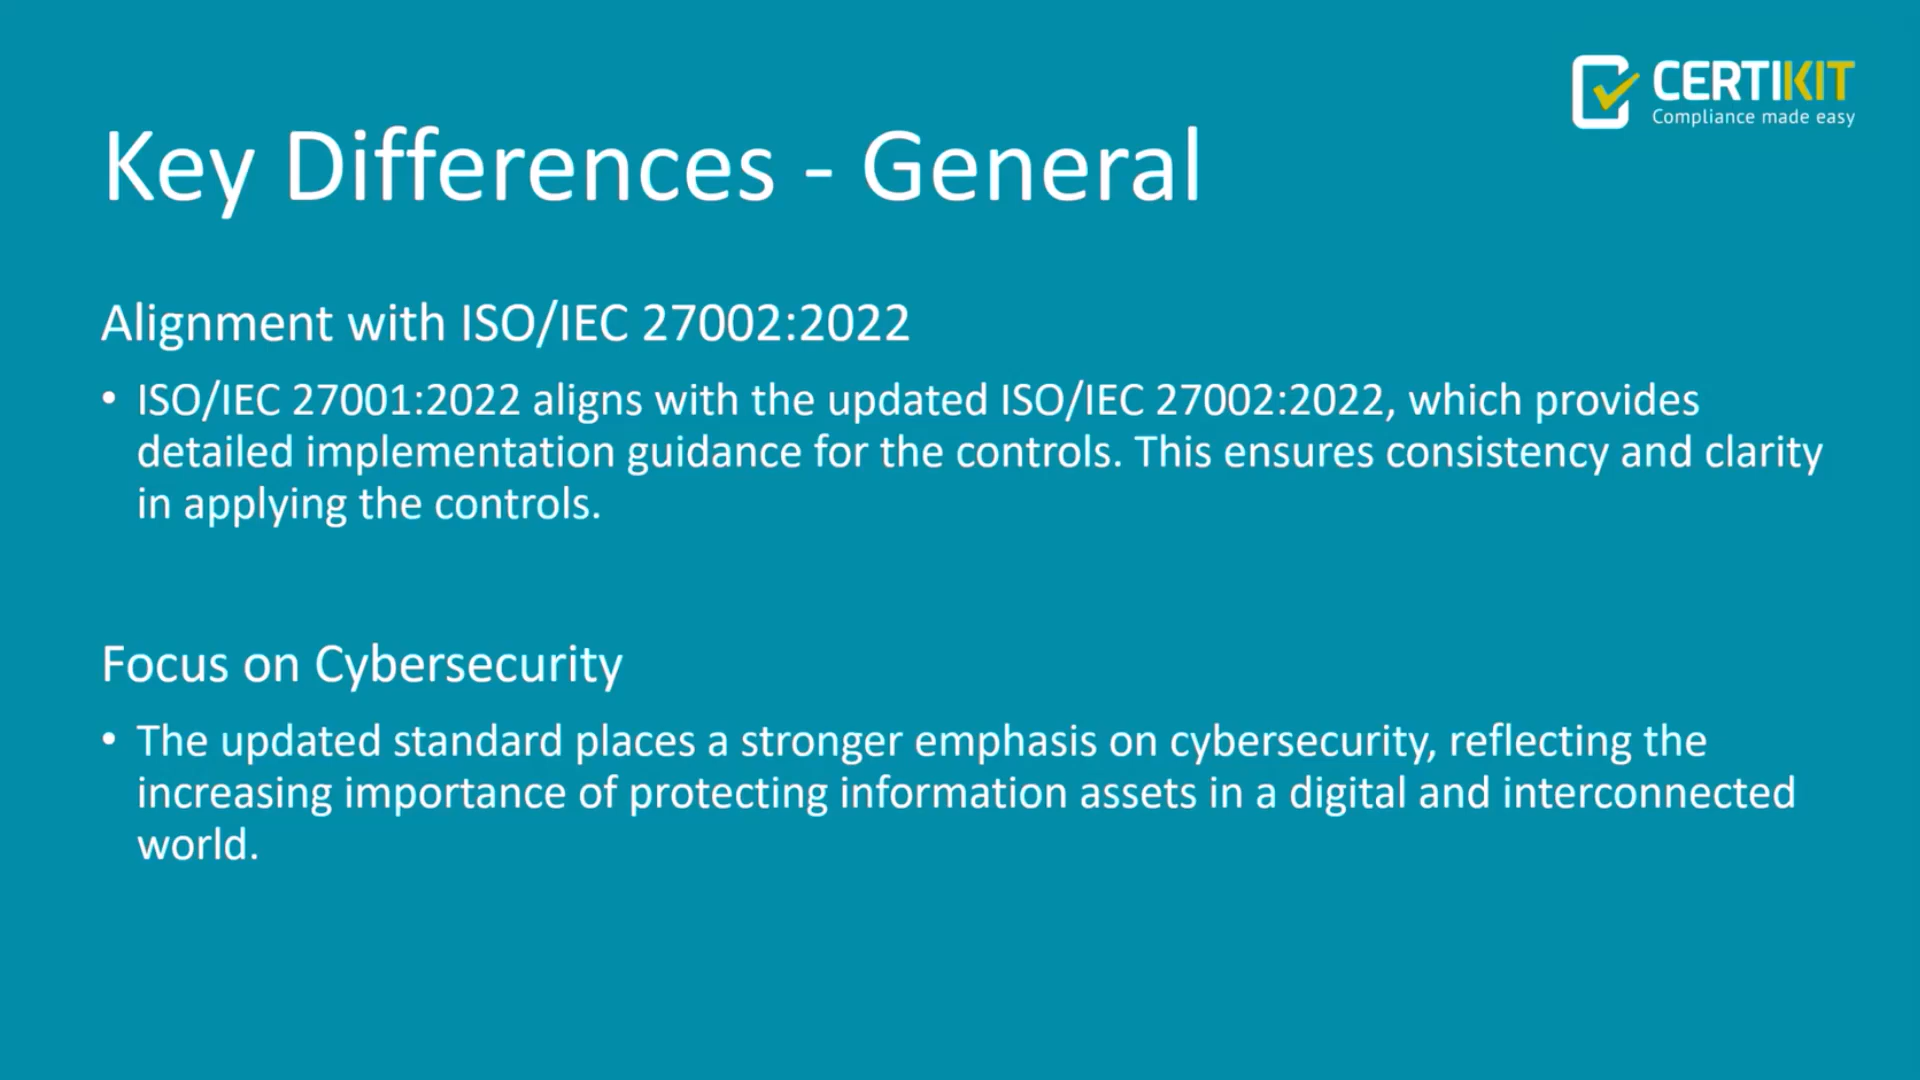 CERTIKIT
Compliance made easy
Key Differences - General
Alignment with ISO/IEC 27002:2022
• ISO/IEC 27001:2022 aligns with the updated ISO/IEC 27002:2022, which provides
detailed implementation guidance for the controls. This ensures consistency and clarity
in applying the controls.
Focus on Cybersecurity
• The updated standard places a stronger emphasis on cybersecurity, reflecting the
increasing importance of protecting information assets in a digital and interconnected
world.